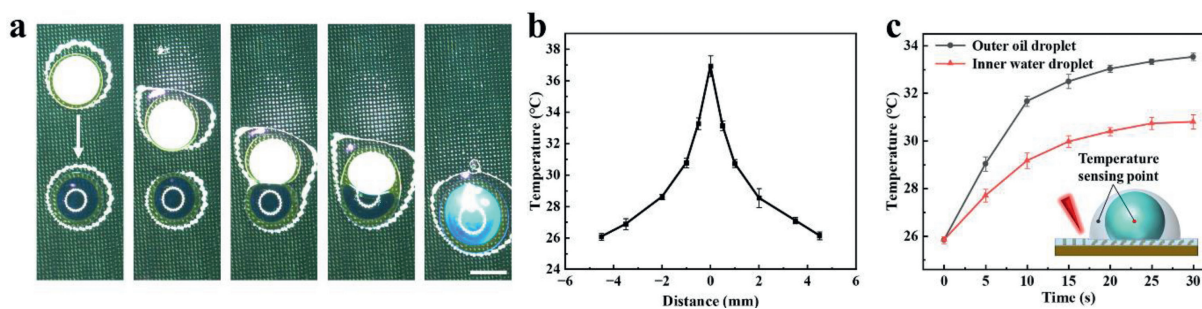 a
b
Temperature (℃)
40
38
36
34
32
30
28
26
24
−6
−4
−2
0
2
4
6
Distance (mm)
c
Temperature (℃)
34
32
30
28
26
Outer oil droplet
Inner water droplet
Temperature
sensing point
0
5
10
15
20
25
30
Time (s)